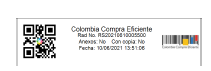 Colombia Compra Eficiente
Rad No. RS20210610005500
Anexos: No Con copia: No
Fecha: 10/06/2021 13:51:06